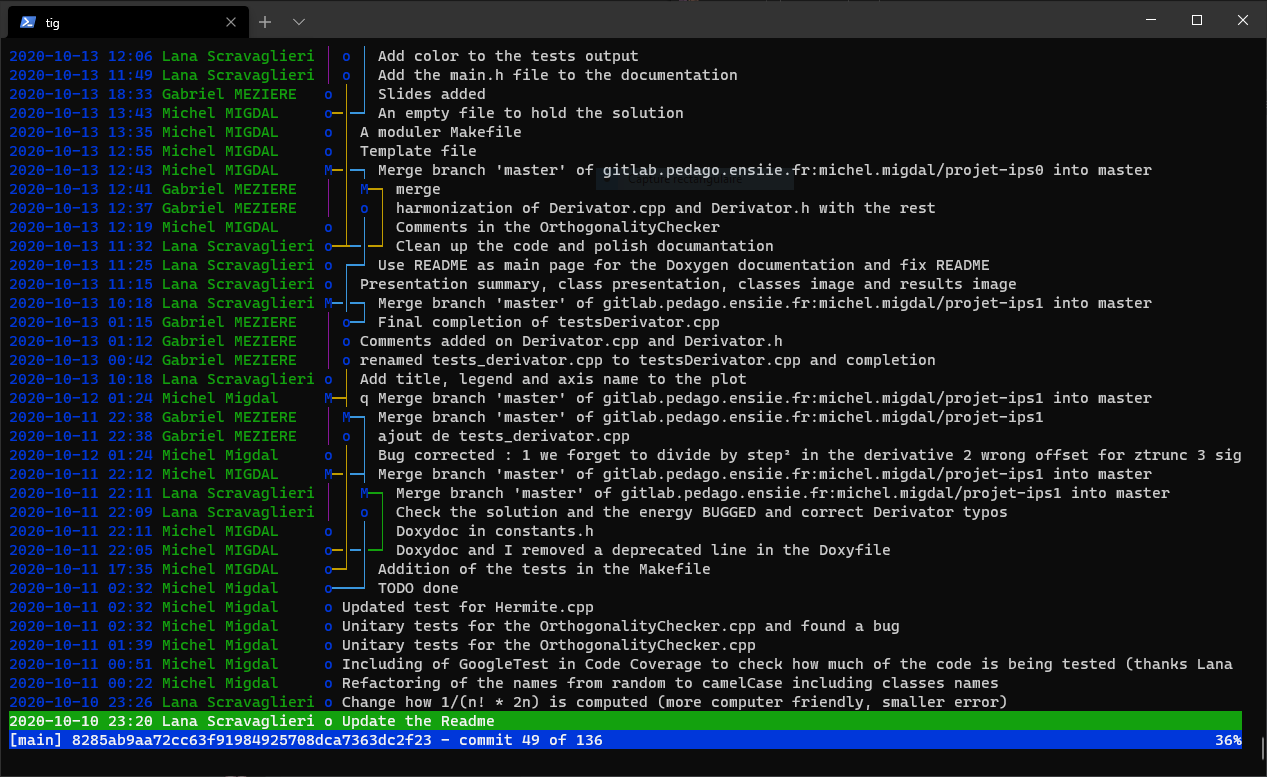 tig
2020-10-13 12:06 Lana Scravaglieri o Add color to the tests output
2020-10-13 11:49 Lana Scravaglieri o Add the main.h file to the documentation
2020-10-13 18:33 Gabriel MEZIERE o Slides added
2020-10-13 13:43 Michel MIGDAL o An empty file to hold the solution
2020-10-13 13:35 Michel MIGDAL o A moduler Makefile
2020-10-13 12:55 Michel MIGDAL o Template file
2020-10-13 12:43 Michel MIGDAL M Merge branch 'master' of gitlab.pedago.ensiie.fr:michel.migdal/projet-ips0 into master
2020-10-13 12:41 Gabriel MEZIERE M merge
2020-10-13 12:37 Gabriel MEZIERE o harmonization of Derivator.cpp and Derivator.h with the rest
2020-10-13 12:19 Michel MIGDAL o Comments in the OrthogonalityChecker
2020-10-13 11:32 Lana Scravaglieri o Clean up the code and polish documantation
2020-10-13 11:25 Lana Scravaglieri o Use README as main page for the Doxygen documentation and fix README
2020-10-13 11:15 Lana Scravaglieri o Presentation summary, class presentation, classes image and results image
2020-10-13 10:18 Lana Scravaglieri M Merge branch 'master' of gitlab.pedago.ensiie.fr:michel.migdal/projet-ips1 into master
2020-10-13 01:15 Gabriel MEZIERE o Final completion of testsDerivator.cpp
2020-10-13 01:12 Gabriel MEZIERE o Comments added on Derivator.cpp and Derivator.h
2020-10-13 00:42 Gabriel MEZIERE o renamed tests_derivator.cpp to testsDerivator.cpp and completion
2020-10-13 10:18 Lana Scravaglieri o Add title, legend and axis name to the plot
2020-10-12 01:24 Michel Migdal M q Merge branch 'master' of gitlab.pedago.ensiie.fr:michel.migdal/projet-ips1 into master
2020-10-11 22:38 Gabriel MEZIERE M Merge branch 'master' of gitlab.pedago.ensiie.fr:michel.migdal/projet-ips1
2020-10-11 22:38 Gabriel MEZIERE o ajout de tests_derivator.cpp
2020-10-12 01:24 Michel Migdal o Bug corrected : 1 we forget to divide by step² in the derivative 2 wrong offset for ztrunc 3 sig
2020-10-11 22:12 Michel MIGDAL M Merge branch 'master' of gitlab.pedago.ensiie.fr:michel.migdal/projet-ips1 into master
2020-10-11 22:11 Lana Scravaglieri M Merge branch 'master' of gitlab.pedago.ensiie.fr:michel.migdal/projet-ips1 into master
2020-10-11 22:09 Lana Scravaglieri o Check the solution and the energy BUGGED and correct Derivator typos
2020-10-11 22:11 Michel MIGDAL o Doxydoc in constants.h
2020-10-11 22:05 Michel MIGDAL o Doxydoc and I removed a deprecated line in the Doxyfile
2020-10-11 17:35 Michel MIGDAL o Addition of the tests in the Makefile
2020-10-11 02:32 Michel Migdal o TODO done
2020-10-11 02:32 Michel Migdal o Updated test for Hermite.cpp
2020-10-11 02:32 Michel Migdal o Unitary tests for the OrthogonalityChecker.cpp and found a bug
2020-10-11 01:39 Michel Migdal o Unitary tests for the OrthogonalityChecker.cpp
2020-10-11 00:51 Michel Migdal o Including of GoogleTest in Code Coverage to check how much of the code is being tested (thanks Lana
2020-10-11 00:22 Michel Migdal o Refactoring of the names from random to camelCase including classes names
2020-10-10 23:26 Lana Scravaglieri o Change how 1/(n! * 2n) is computed (more computer friendly, smaller error)
2020-10-10 23:20 Lana Scravaglieri o Update the Readme
[main] 8285ab9aa72cc63f91984925708dca7363dc2f23 - commit 49 of 136 36%